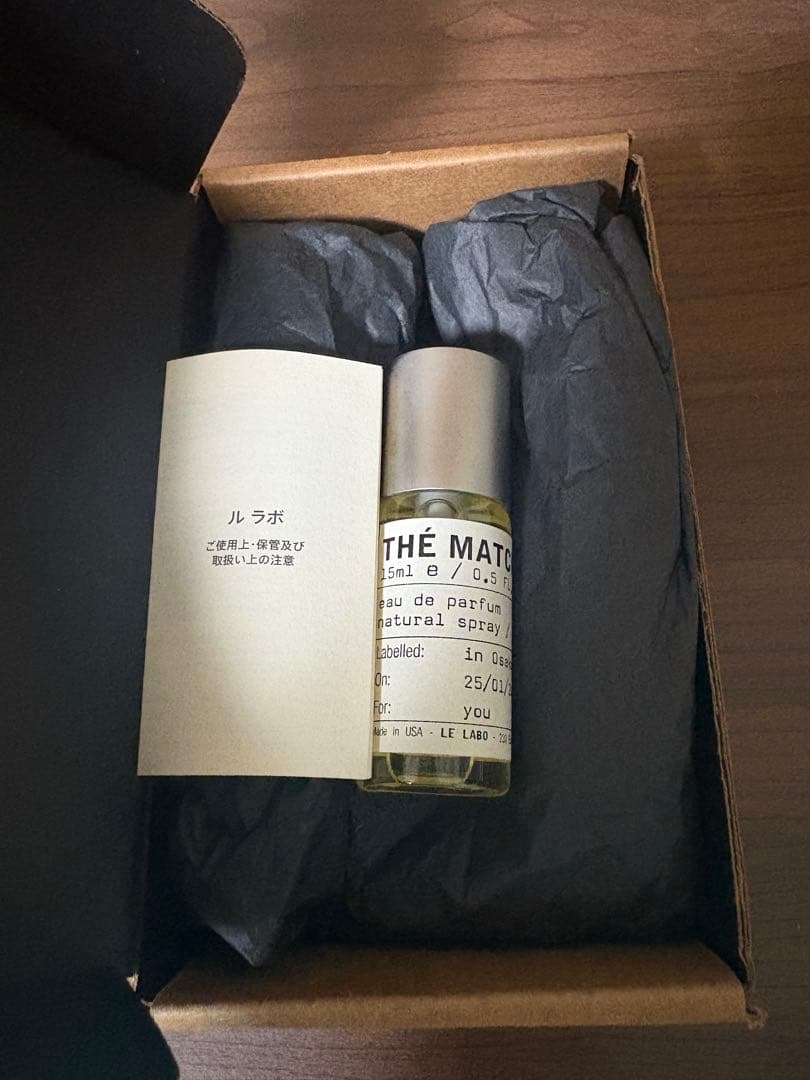 ル ラボ
ご使用上・保管及び
取扱い上の注意
THÉ MATC
15ml e / 0.5 FL
eau de parfum
natural spray /
Labelled: in Osak
On: 25/01/
For: you
Made in USA - LE LABO - 233